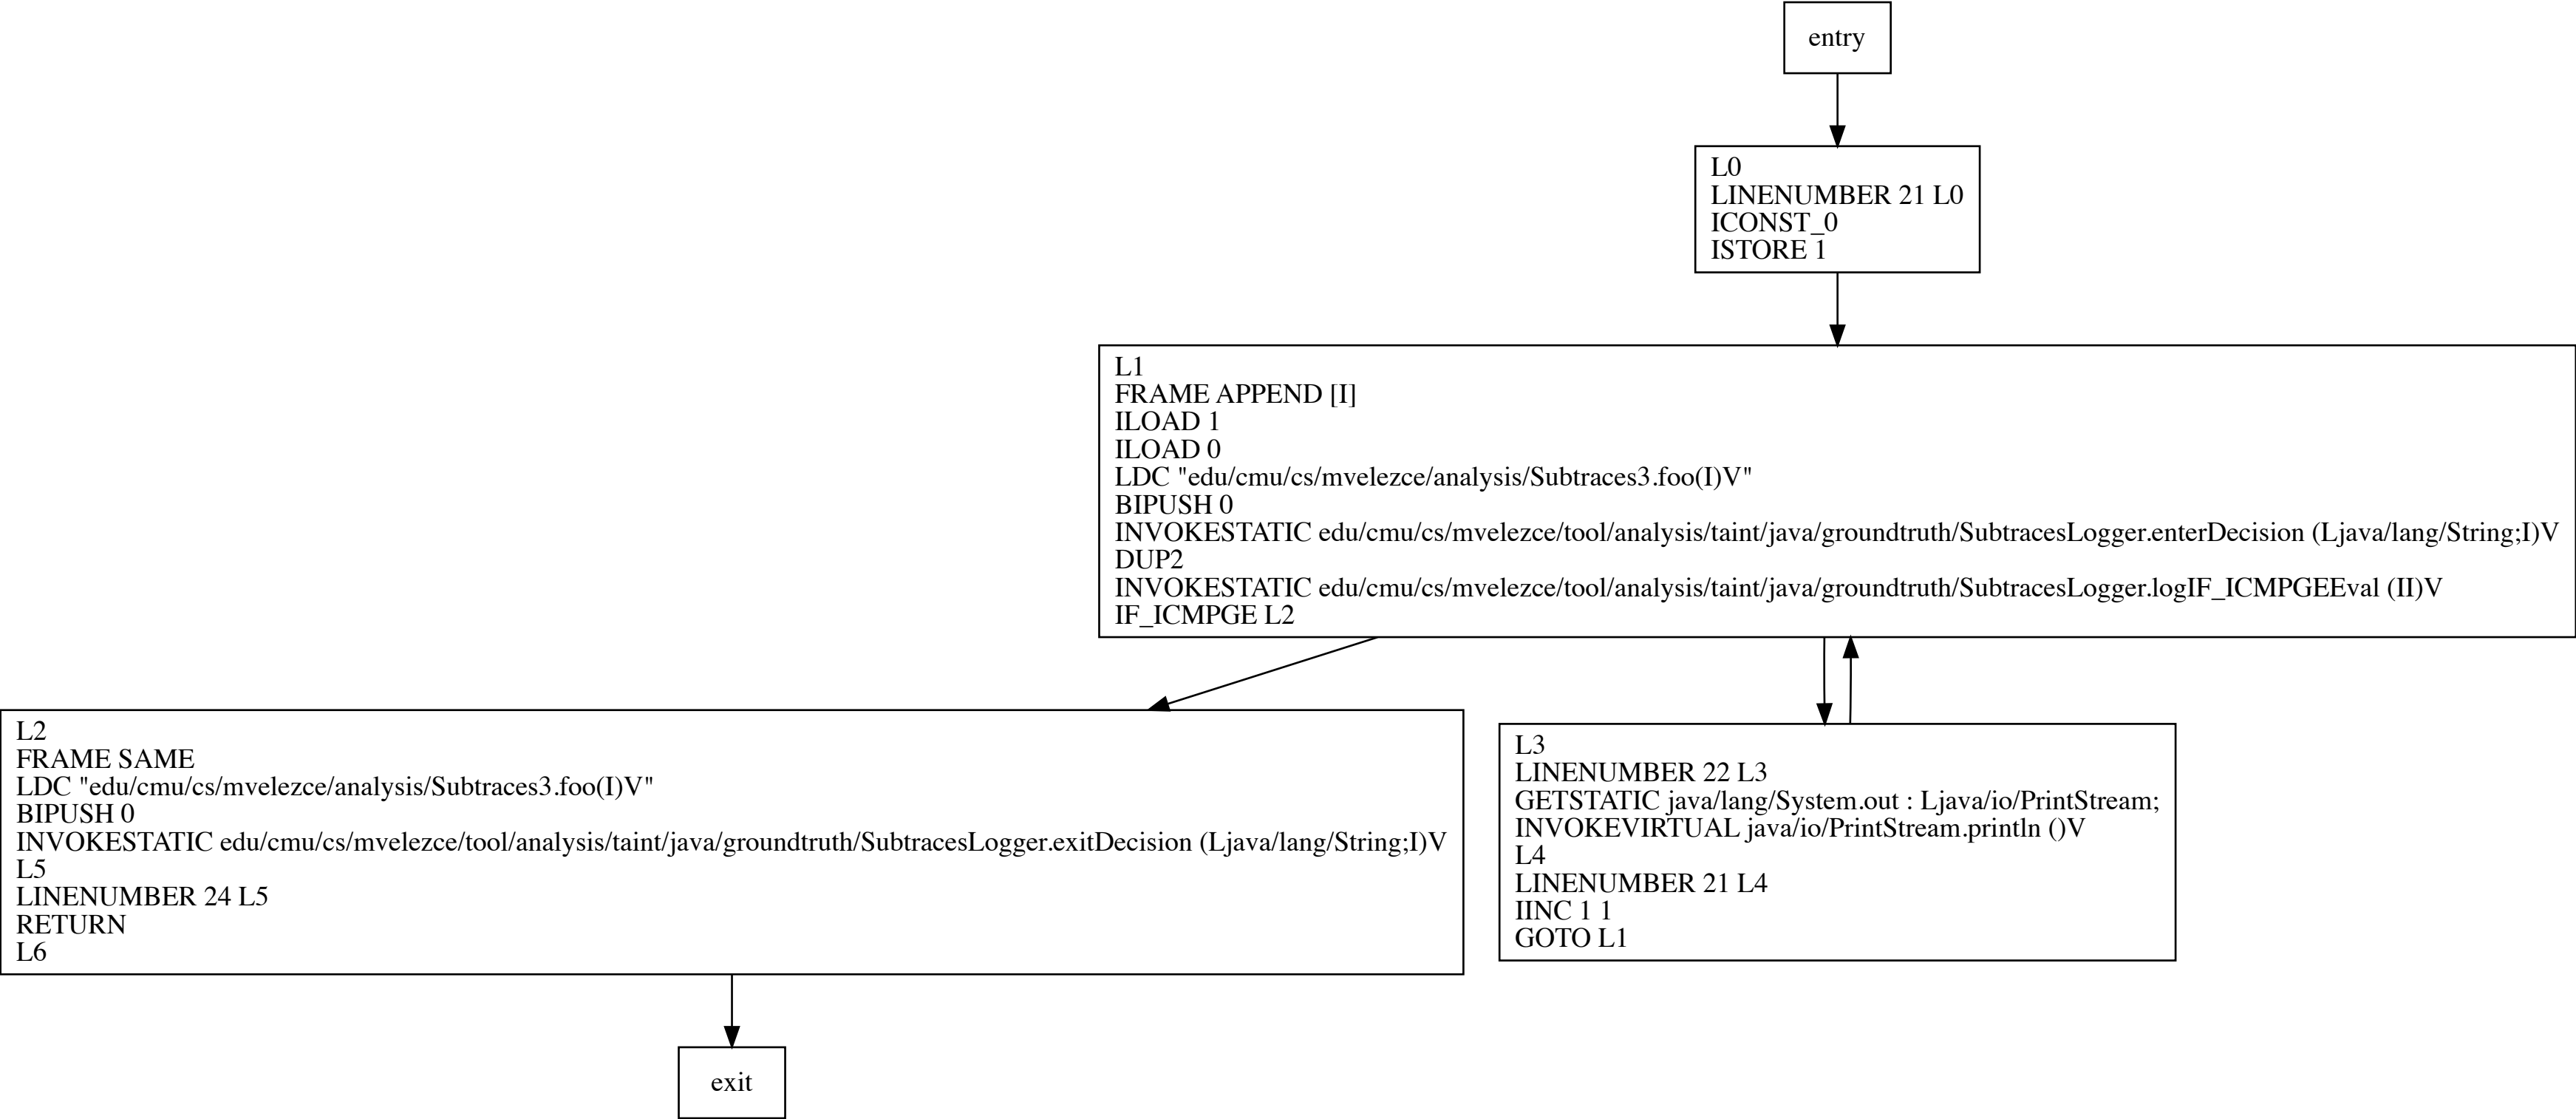 entry
L0
LINENUMBER 21 L0
ICONST_0
ISTORE 1
L1
FRAME APPEND [I]
ILOAD 1
ILOAD 0
LDC "edu/cmu/cs/mvelezce/analysis/Subtraces3.foo(I)V"
BIPUSH 0
INVOKESTATIC edu/cmu/cs/mvelezce/tool/analysis/taint/java/groundtruth/SubtracesLogger.enterDecision (Ljava/lang/String;I)V
DUP2
INVOKESTATIC edu/cmu/cs/mvelezce/tool/analysis/taint/java/groundtruth/SubtracesLogger.logIF_ICMPGEEval (II)V
IF_ICMPGE L2
L2
FRAME SAME
LDC "edu/cmu/cs/mvelezce/analysis/Subtraces3.foo(I)V"
BIPUSH 0
INVOKESTATIC edu/cmu/cs/mvelezce/tool/analysis/taint/java/groundtruth/SubtracesLogger.exitDecision (Ljava/lang/String;I)V
L5
LINENUMBER 24 L5
RETURN
L6
L3
LINENUMBER 22 L3
GETSTATIC java/lang/System.out : Ljava/io/PrintStream;
INVOKEVIRTUAL java/io/PrintStream.println ()V
L4
LINENUMBER 21 L4
IINC 1 1
GOTO L1
exit